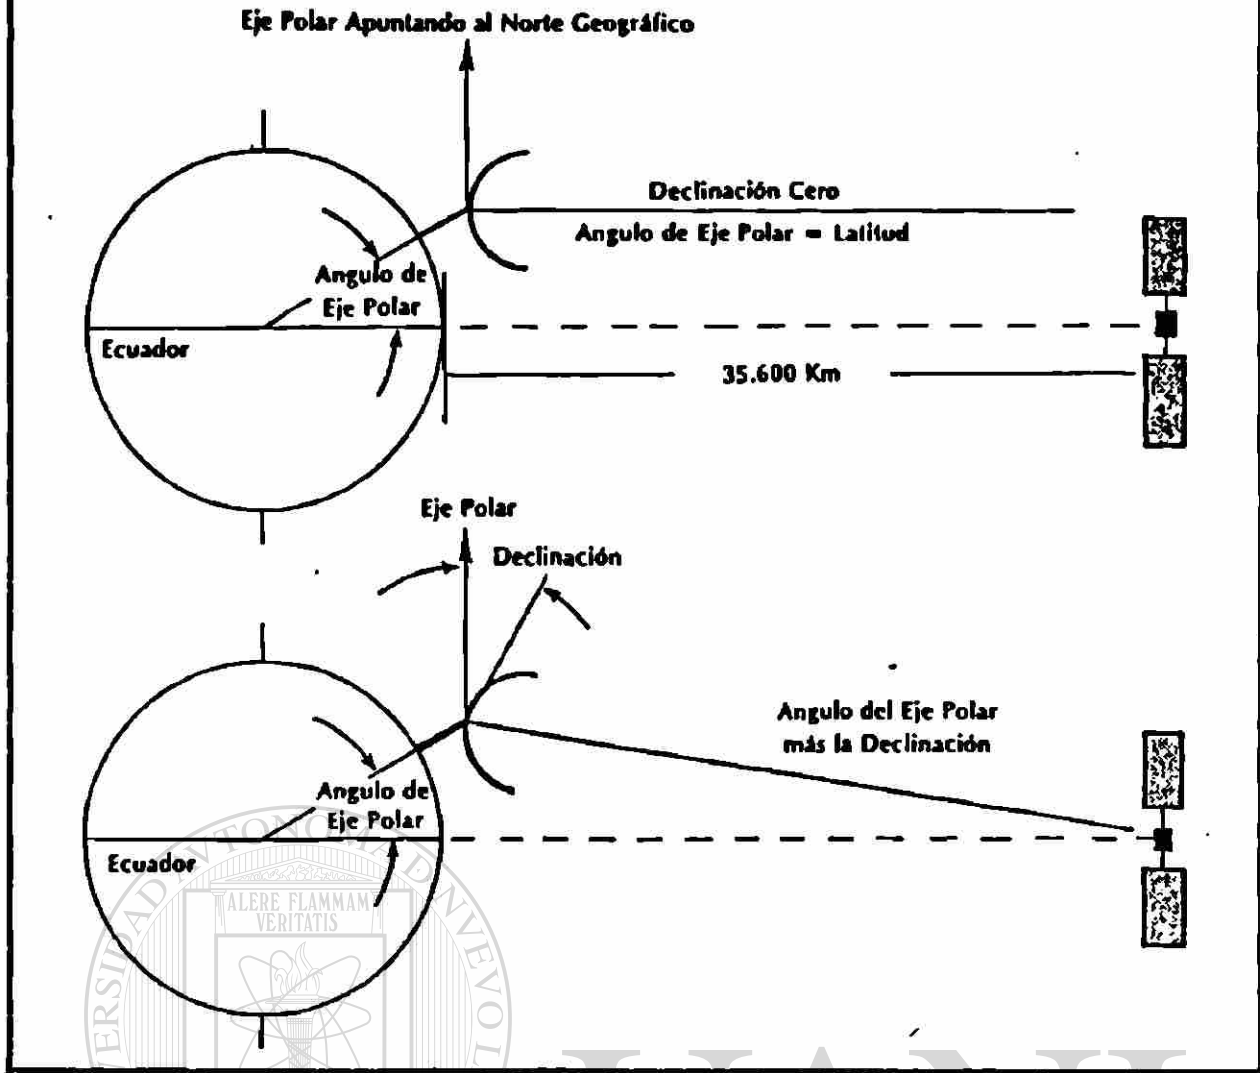 Eje Polar Apuntando al Norte Geográfico
Declinación Cero
Angulo de Eje Polar = Latitud
Angulo de
Eje Polar
Ecuador
35.600 Km
Eje Polar
Declinación
Angulo del Eje Polar
más la Declinación
Angulo de
Eje Polar
Ecuador
ALERE FLAMMAM
VERITATIS